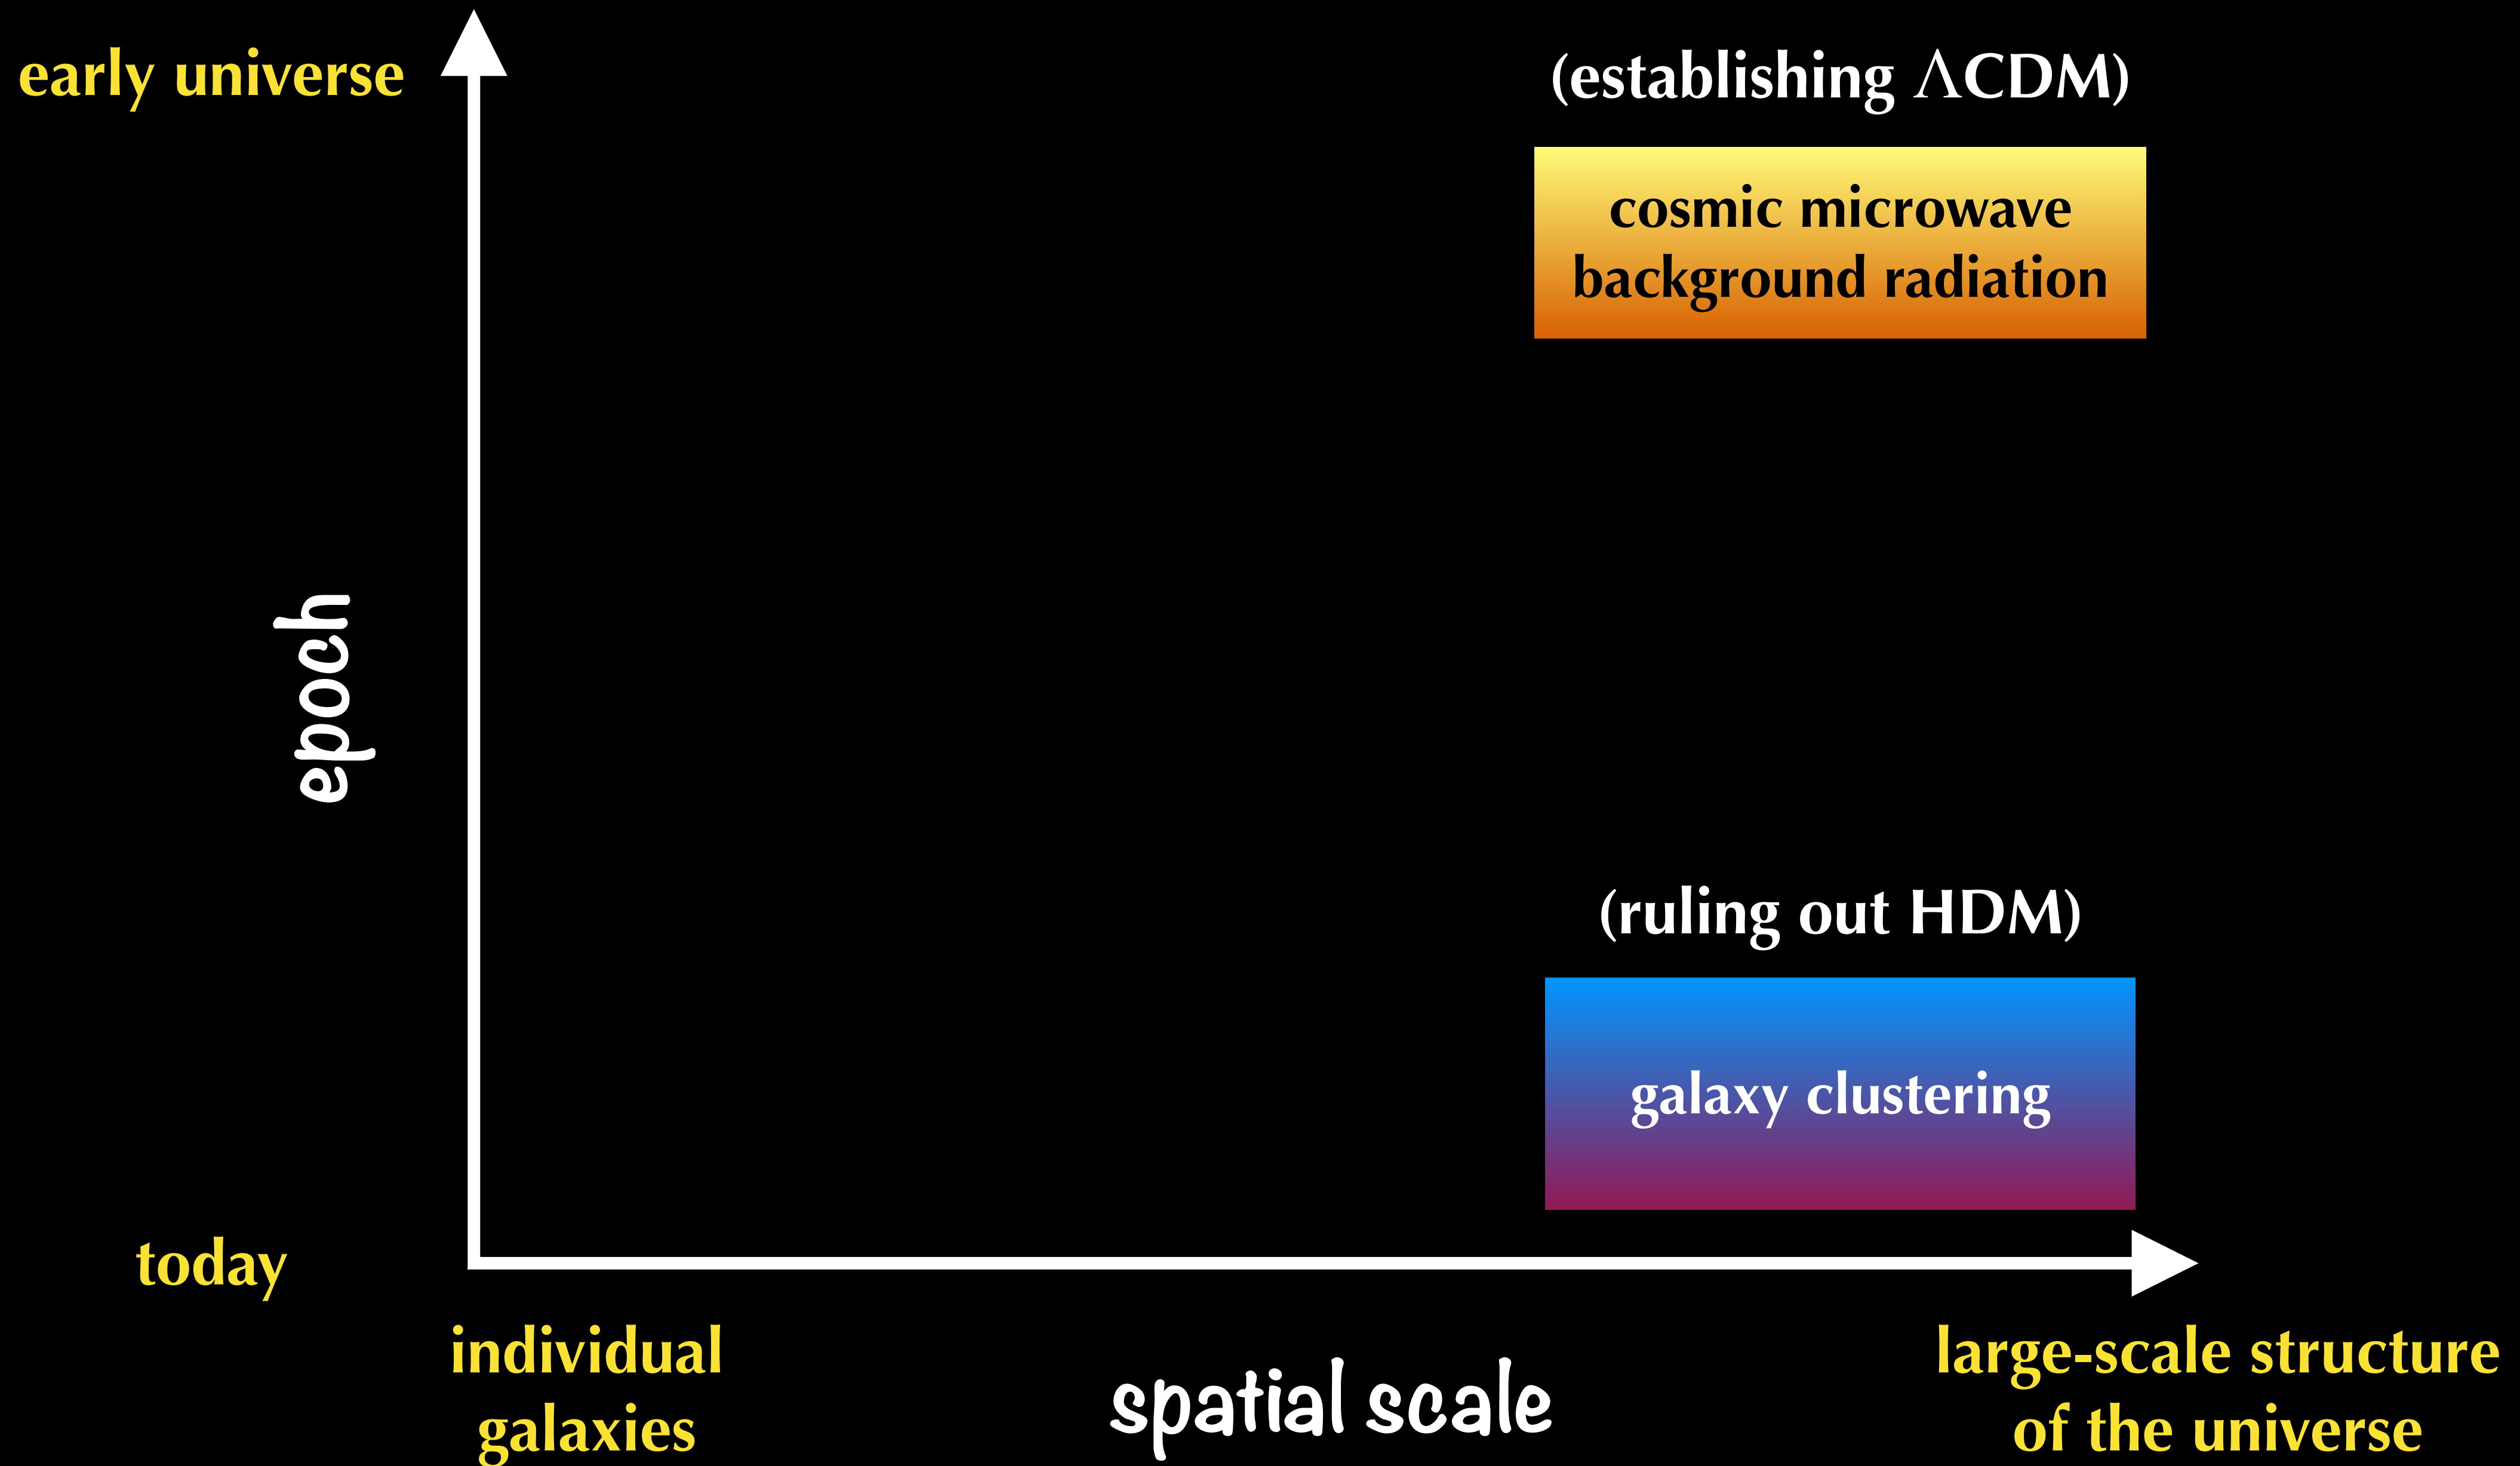 early universe
(establishing ΛCDM)
cosmic microwave
background radiation
epoch
(ruling out HDM)
galaxy clustering
today
individual
galaxies
spatial scale
large-scale structure
of the universe